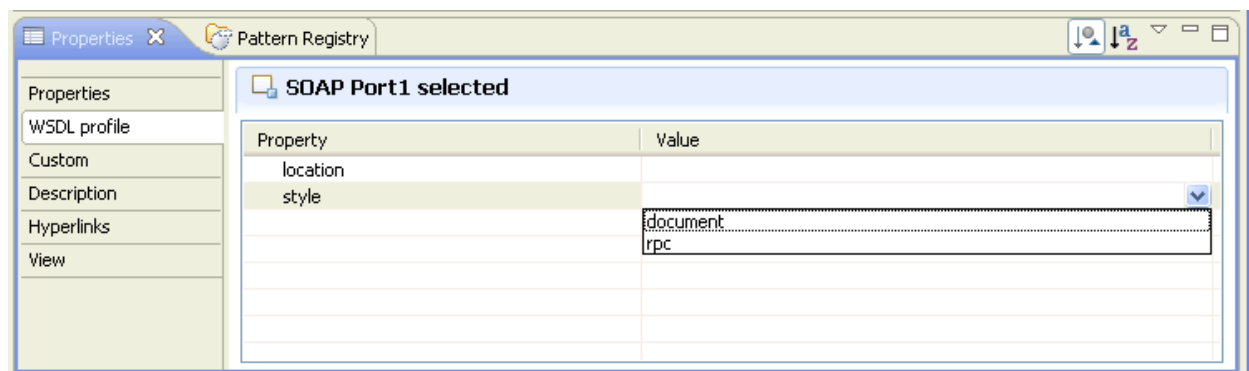 Properties Pattern Registry
Properties
WSDL profile
Custom
Description
Hyperlinks
View
SOAP Port1 selected
Property Value
location
style
document
rpc